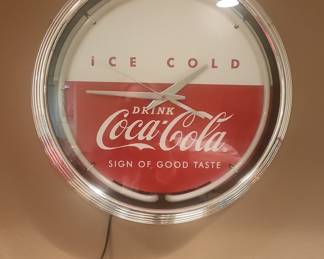 iCE COLD
DRINK
Coca-Cola
SIGN OF GOOD TASTE